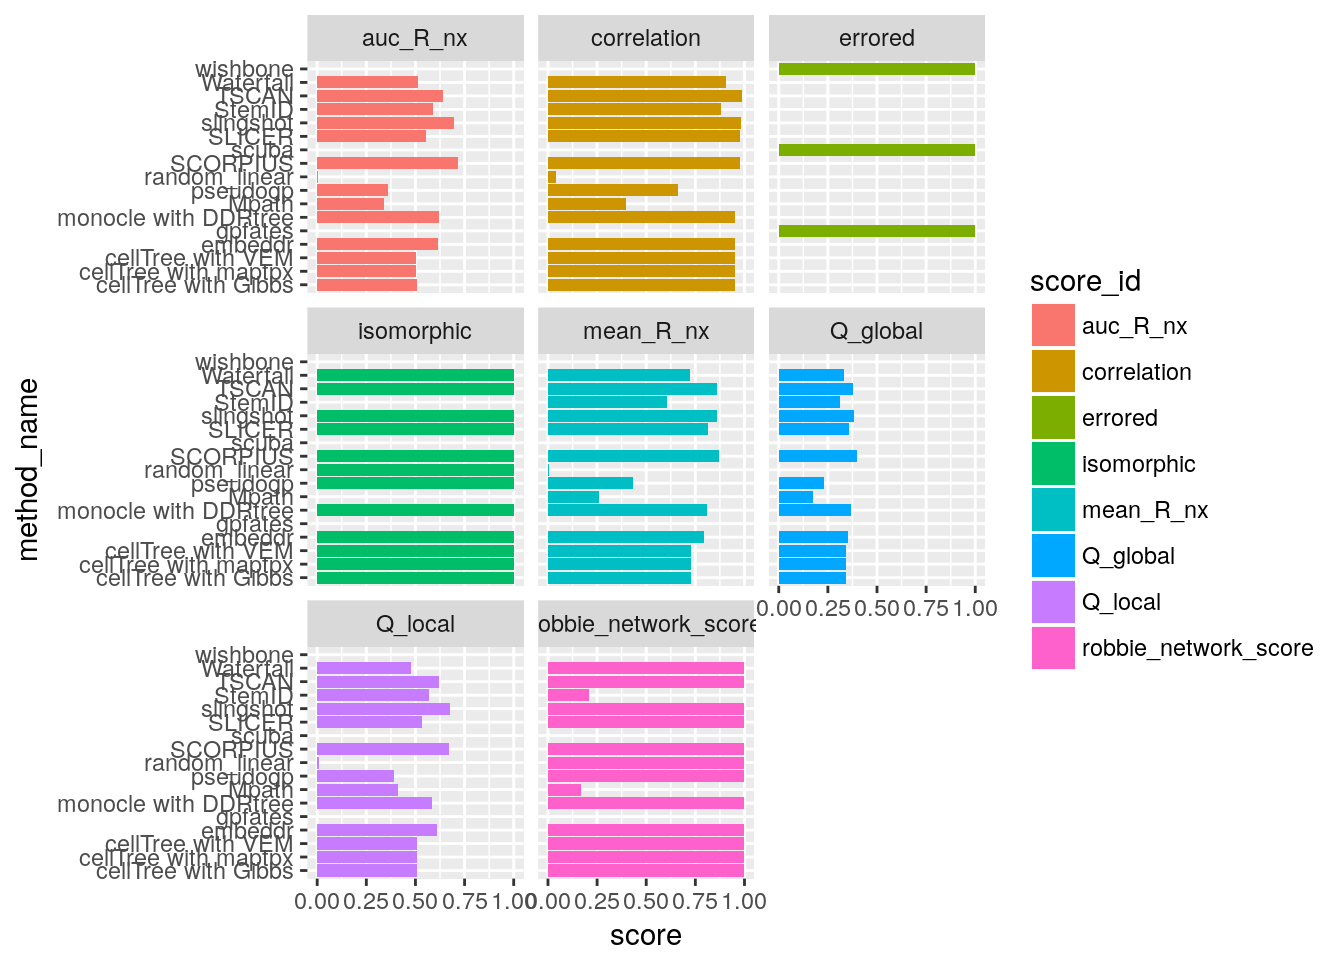 auc_R_nx
correlation
errored
wishbone
Waterfall
TSCAN
StemID
slingshot
SLICER
scuba
SCORPIUS
random_linear
pseudogp
Mpath
monocle with DDRtree
gpfates
embeddr
cellTree with VEM
cellTree with maptpx
cellTree with Gibbs
isomorphic
mean_R_nx
Q_global
wishbone
Waterfall
TSCAN
StemID
slingshot
SLICER
scuba
SCORPIUS
random_linear
pseudogp
Mpath
monocle with DDRtree
gpfates
embeddr
cellTree with VEM
cellTree with maptpx
cellTree with Gibbs
0.00 0.25 0.50 0.75 1.00
Q_local
obbie_network_score
wishbone
Waterfall
TSCAN
StemID
slingshot
SLICER
scuba
SCORPIUS
random_linear
pseudogp
Mpath
monocle with DDRtree
gpfates
embeddr
cellTree with VEM
cellTree with maptpx
cellTree with Gibbs
0.00 0.25 0.50 0.75 1.00
0.00 0.25 0.50 0.75 1.00
score
method_name
score_id
auc_R_nx
correlation
errored
isomorphic
mean_R_nx
Q_global
Q_local
robbie_network_score